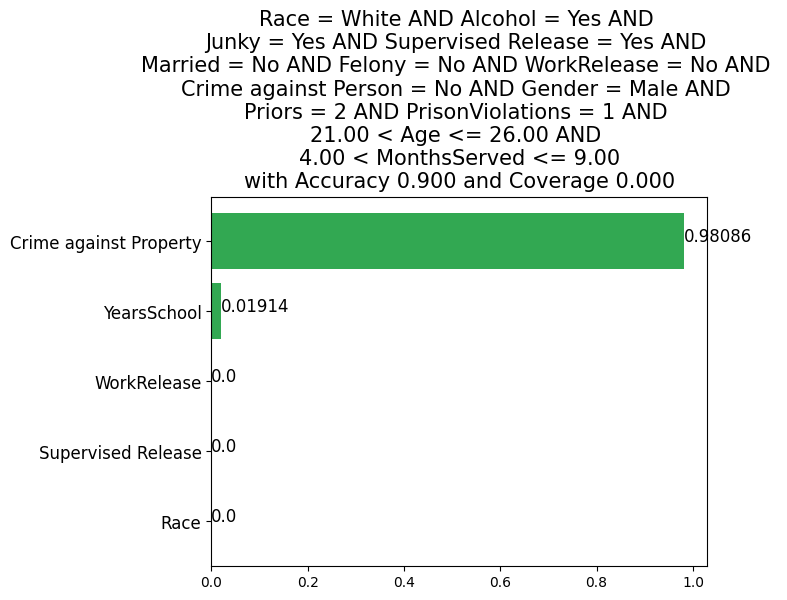 Race = White AND Alcohol = Yes AND
Junky = Yes AND Supervised Release = Yes AND
Married = No AND Felony = No AND WorkRelease = No AND
Crime against Person = No AND Gender = Male AND
Priors = 2 AND PrisonViolations = 1 AND
21.00 < Age <= 26.00 AND
4.00 < MonthsServed <= 9.00
with Accuracy 0.900 and Coverage 0.000
Crime against Property 0.98086
YearsSchool 0.01914
WorkRelease 0.0
Supervised Release 0.0
Race 0.0
0.0 0.2 0.4 0.6 0.8 1.0